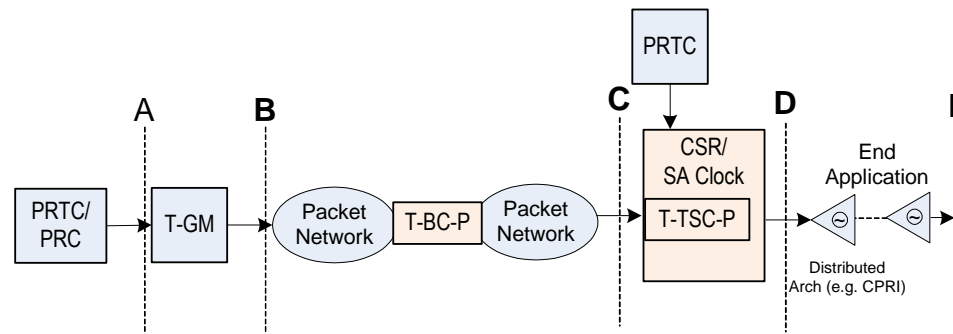 PRTC
A
B
C
D
CSR/
SA Clock
End
Application
PRTC/
PRC
T-GM
Packet
Network
T-BC-P
Packet
Network
T-TSC-P
Distributed
Arch (e.g. CPRI)